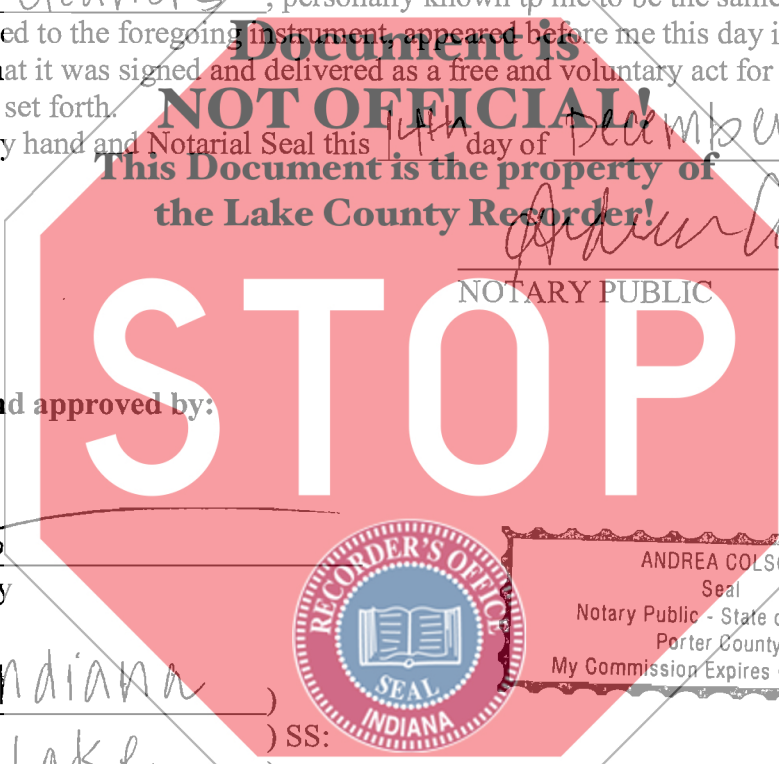 , personally known tp me to be the same
ed to the foregoing instrument, appeared before me this day i
at it was signed and delivered as a free and voluntary act for
set forth.
y hand and Notarial Seal this 14th day of December
Document is
NOT OFFICIAL!
This Document is the property of
the Lake County Recorder!
NOTARY PUBLIC
STOP
d approved by:
y
RECORDER'S OFFICE
SEAL
INDIANA
ANDREA COLS
Seal
Notary Public - State o
Porter County
My Commission Expires
ndiana )
Lake ) SS: